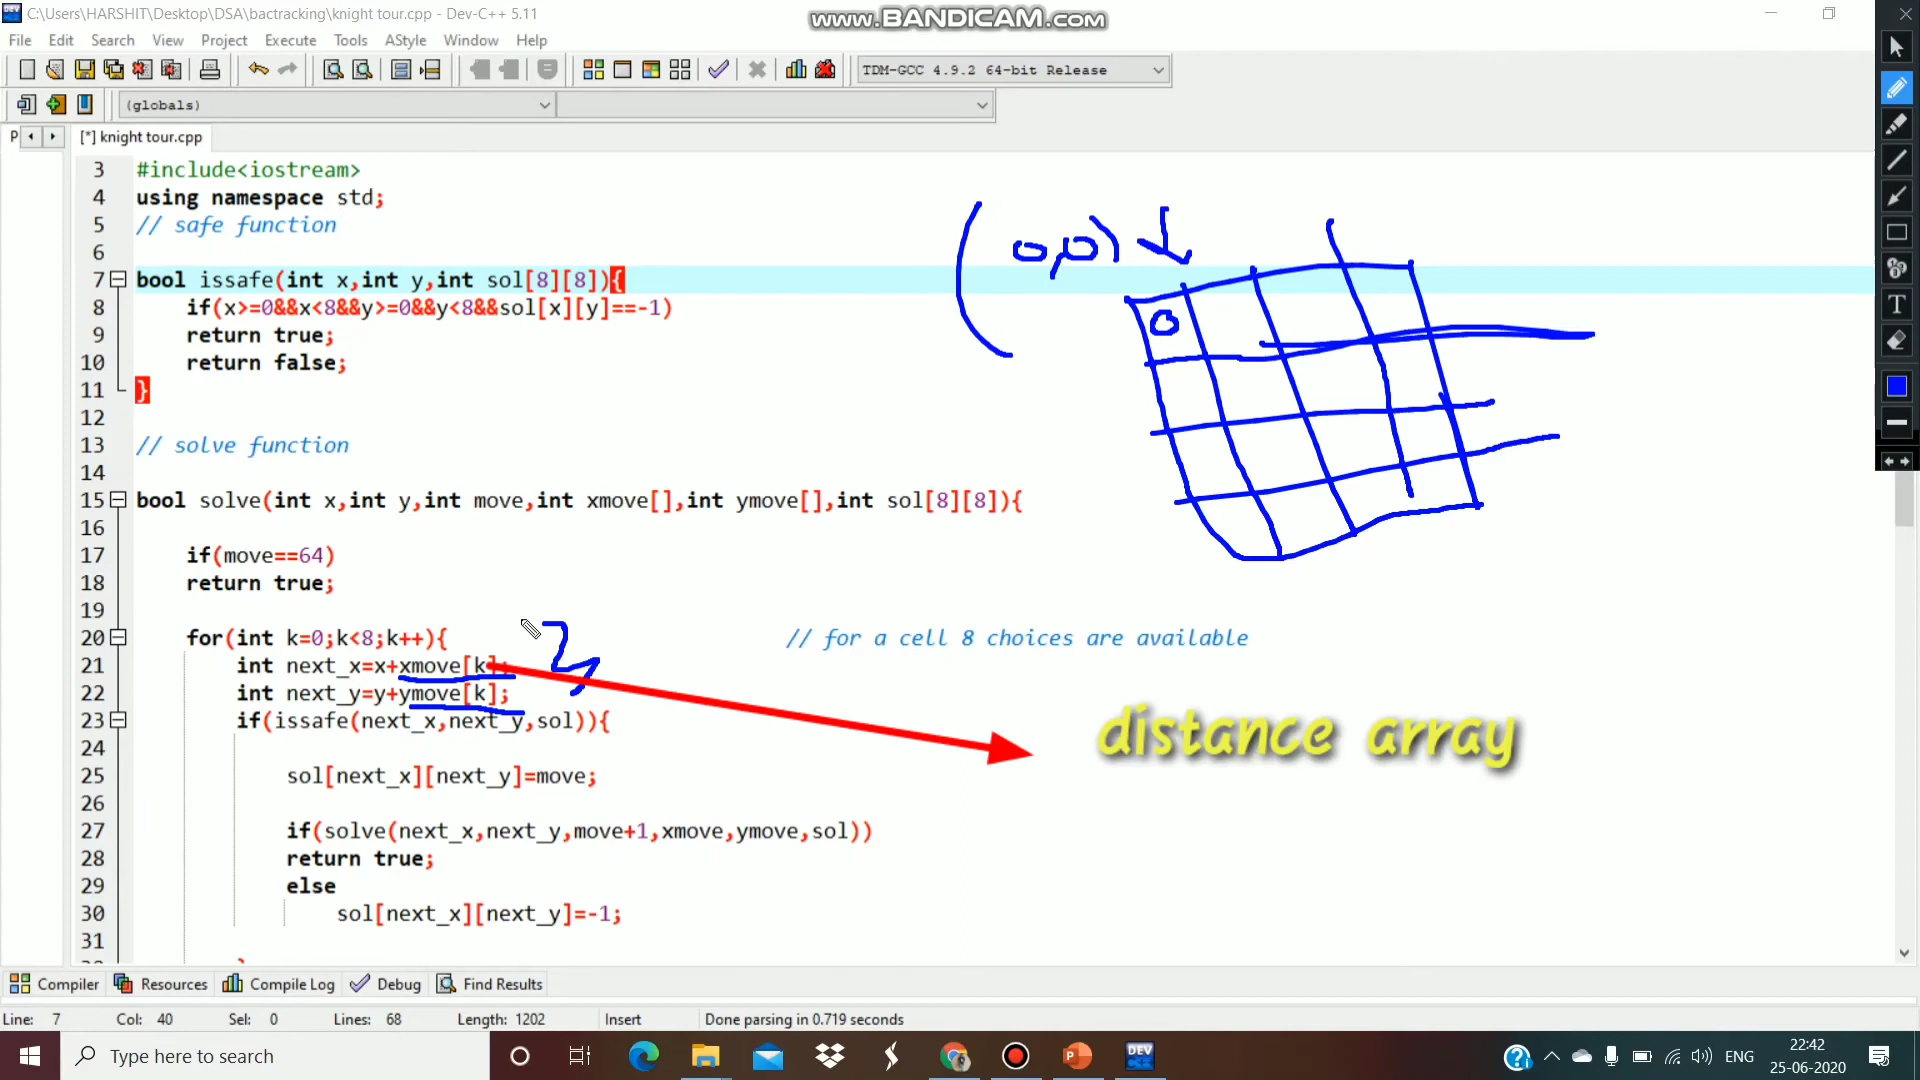 C:\Users\HARSHIT\Desktop\DSA\bactracking\knight tour.cpp - Dev-C++ 5.11
www.BANDICAM.com
File Edit Search View Project Execute Tools AStyle Window Help
TDM-GCC 4.9.2 64-bit Release
(globals)
P [*] knight tour.cpp
3 #include<iostream>
4 using namespace std;
5 // safe function
6
7 bool issafe(int x,int y,int sol[8][8]){
8 if(x>=0&&x<8&&y>=0&&y<8&&sol[x][y]==-1)
9 return true;
10 return false;
11 }
12
13 // solve function
14
15 bool solve(int x,int y,int move,int xmove[],int ymove[],int sol[8][8]){
16
17 if(move==64)
18 return true;
19
20 for(int k=0;k<8;k++){ // for a cell 8 choices are available
21 int next_x=x+xmove[k];
22 int next_y=y+ymove[k];
23 if(issafe(next_x,next_y,sol)){
24
25 sol[next_x][next_y]=move;
26
27 if(solve(next_x,next_y,move+1,xmove,ymove,sol))
28 return true;
29 else
30 sol[next_x][next_y]=-1;
31
(0,0)
0
distance array
T
Compiler Resources Compile Log Debug Find Results
Line: 7 Col: 40 Sel: 0 Lines: 68 Length: 1202 Insert Done parsing in 0.719 seconds
Type here to search
DEV
ENG
22:42
25-06-2020